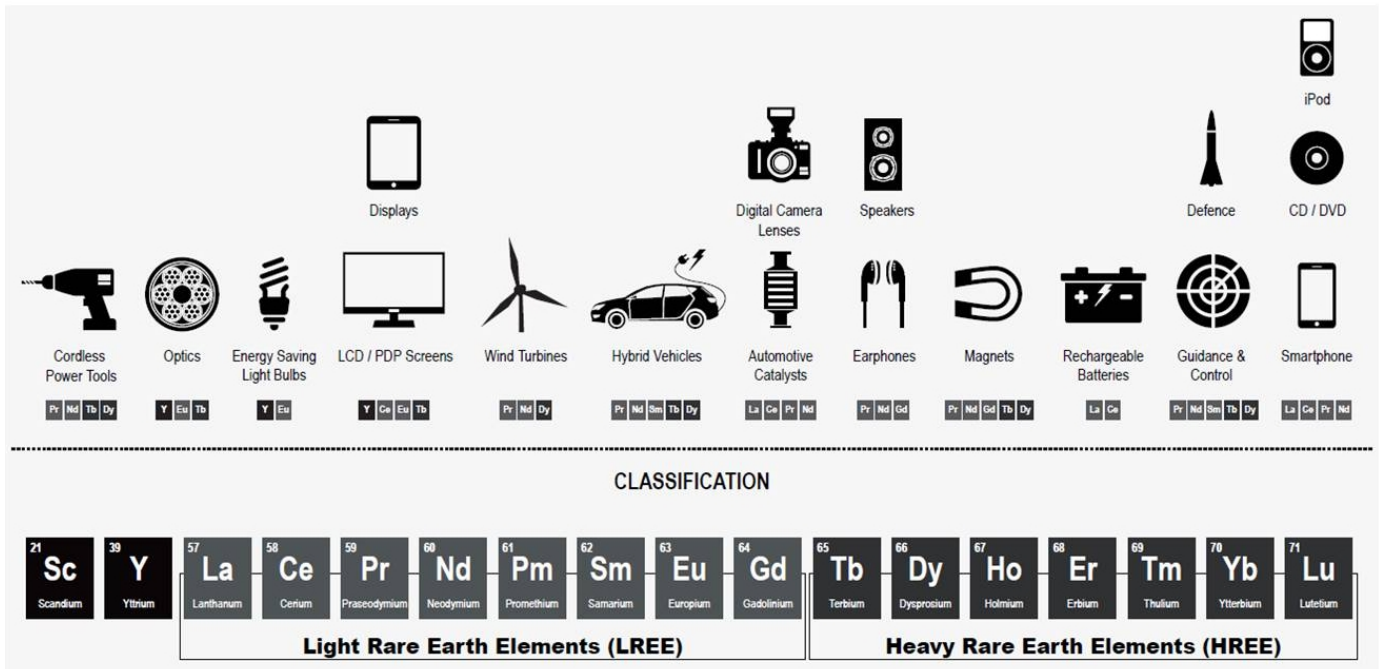 iPod
Displays
Digital Camera
Lenses
Speakers
Defence
CD / DVD
Cordless
Power Tools
Optics
Energy Saving
Light Bulbs
LCD / PDP Screens
Wind Turbines
Hybrid Vehicles
Automotive
Catalysts
Earphones
Magnets
Rechargeable
Batteries
Guidance &
Control
Smartphone
Pr Nd Tb Dy
Y Eu Tb
Y Eu
Y Ce Eu Tb
Pr Nd Dy
Pr Nd Sm Tb Dy
La Ce Pr Nd
Pr Nd Gd
Pr Nd Gd Tb Dy
La Ce
Pr Nd Sm Tb Dy
La Ce Pr Nd
CLASSIFICATION
21
Sc
Scandium
39
Y
Yttrium
57
La
Lanthanum
58
Ce
Cerium
59
Pr
Praseodymium
60
Nd
Neodymium
61
Pm
Promethium
62
Sm
Samarium
63
Eu
Europium
64
Gd
Gadolinium
65
Tb
Terbium
66
Dy
Dysprosium
67
Ho
Holmium
68
Er
Erbium
69
Tm
Thulium
70
Yb
Ytterbium
71
Lu
Lutetium
Light Rare Earth Elements (LREE)
Heavy Rare Earth Elements (HREE)